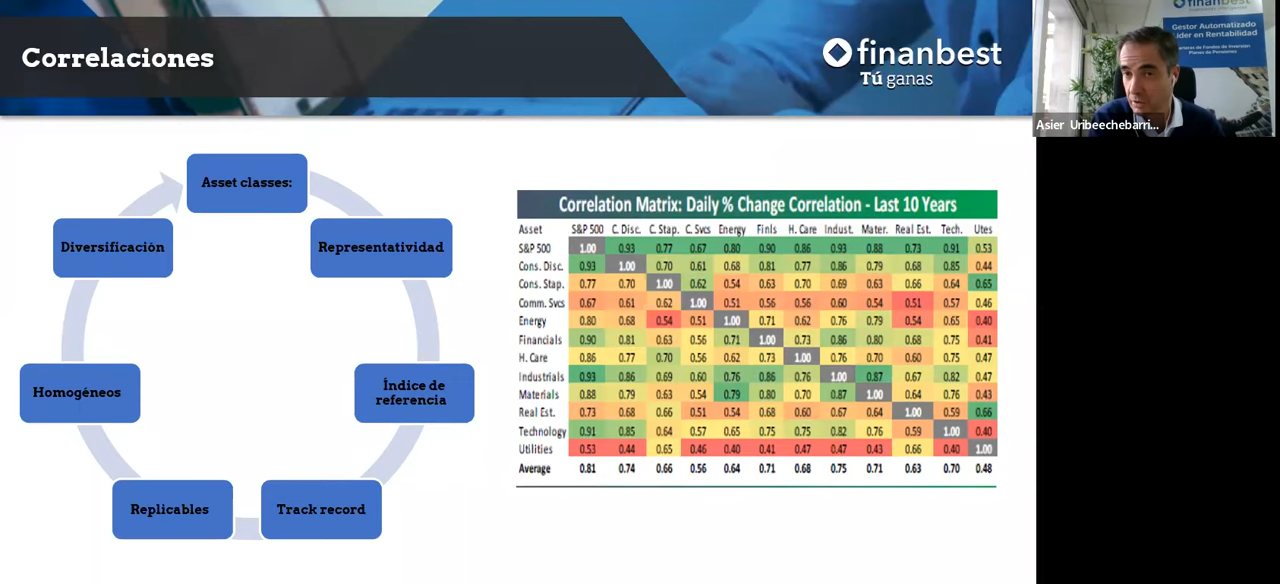 Correlaciones
finanbest
Tú ganas
Asset classes:
Diversificación
Representatividad
Homogéneos
Índice de
referencia
Replicables
Track record
Correlation Matrix: Daily % Change Correlation - Last 10 Years
Asset S&P 500 C. Disc. C. Stap. C. Svcs Energy Finls H. Care Indust. Mater. Real Est. Tech. Utes
S&P 500 1.00 0.93 0.77 0.67 0.80 0.90 0.86 0.93 0.88 0.73 0.91 0.53
Cons. Disc. 0.93 1.00 0.70 0.61 0.68 0.81 0.77 0.86 0.79 0.68 0.85 0.44
Cons. Stap. 0.77 0.70 1.00 0.62 0.54 0.63 0.70 0.69 0.63 0.66 0.64 0.65
Comm. Svcs 0.67 0.61 0.62 1.00 0.51 0.56 0.56 0.60 0.54 0.51 0.57 0.46
Energy 0.80 0.68 0.54 0.51 1.00 0.71 0.62 0.76 0.79 0.54 0.65 0.40
Financials 0.90 0.81 0.63 0.56 0.71 1.00 0.73 0.86 0.80 0.68 0.75 0.41
H. Care 0.86 0.77 0.70 0.56 0.62 0.73 1.00 0.76 0.70 0.60 0.75 0.47
Industrials 0.93 0.86 0.69 0.60 0.76 0.86 0.76 1.00 0.87 0.67 0.82 0.47
Materials 0.88 0.79 0.63 0.54 0.79 0.80 0.70 0.87 1.00 0.64 0.76 0.43
Real Est. 0.73 0.68 0.66 0.51 0.54 0.68 0.60 0.67 0.64 1.00 0.59 0.66
Technology 0.91 0.85 0.64 0.57 0.65 0.75 0.75 0.82 0.76 0.59 1.00 0.40
Utilities 0.53 0.44 0.65 0.46 0.40 0.41 0.47 0.47 0.43 0.66 0.40 1.00
Average 0.81 0.74 0.66 0.56 0.64 0.71 0.68 0.75 0.71 0.63 0.70 0.48
finanbest
Gestor Automatizado
Líder en Rentabilidad
Carteras de Fondos de Inversión
Planes de Pensiones
Asier Uribeechebarri...